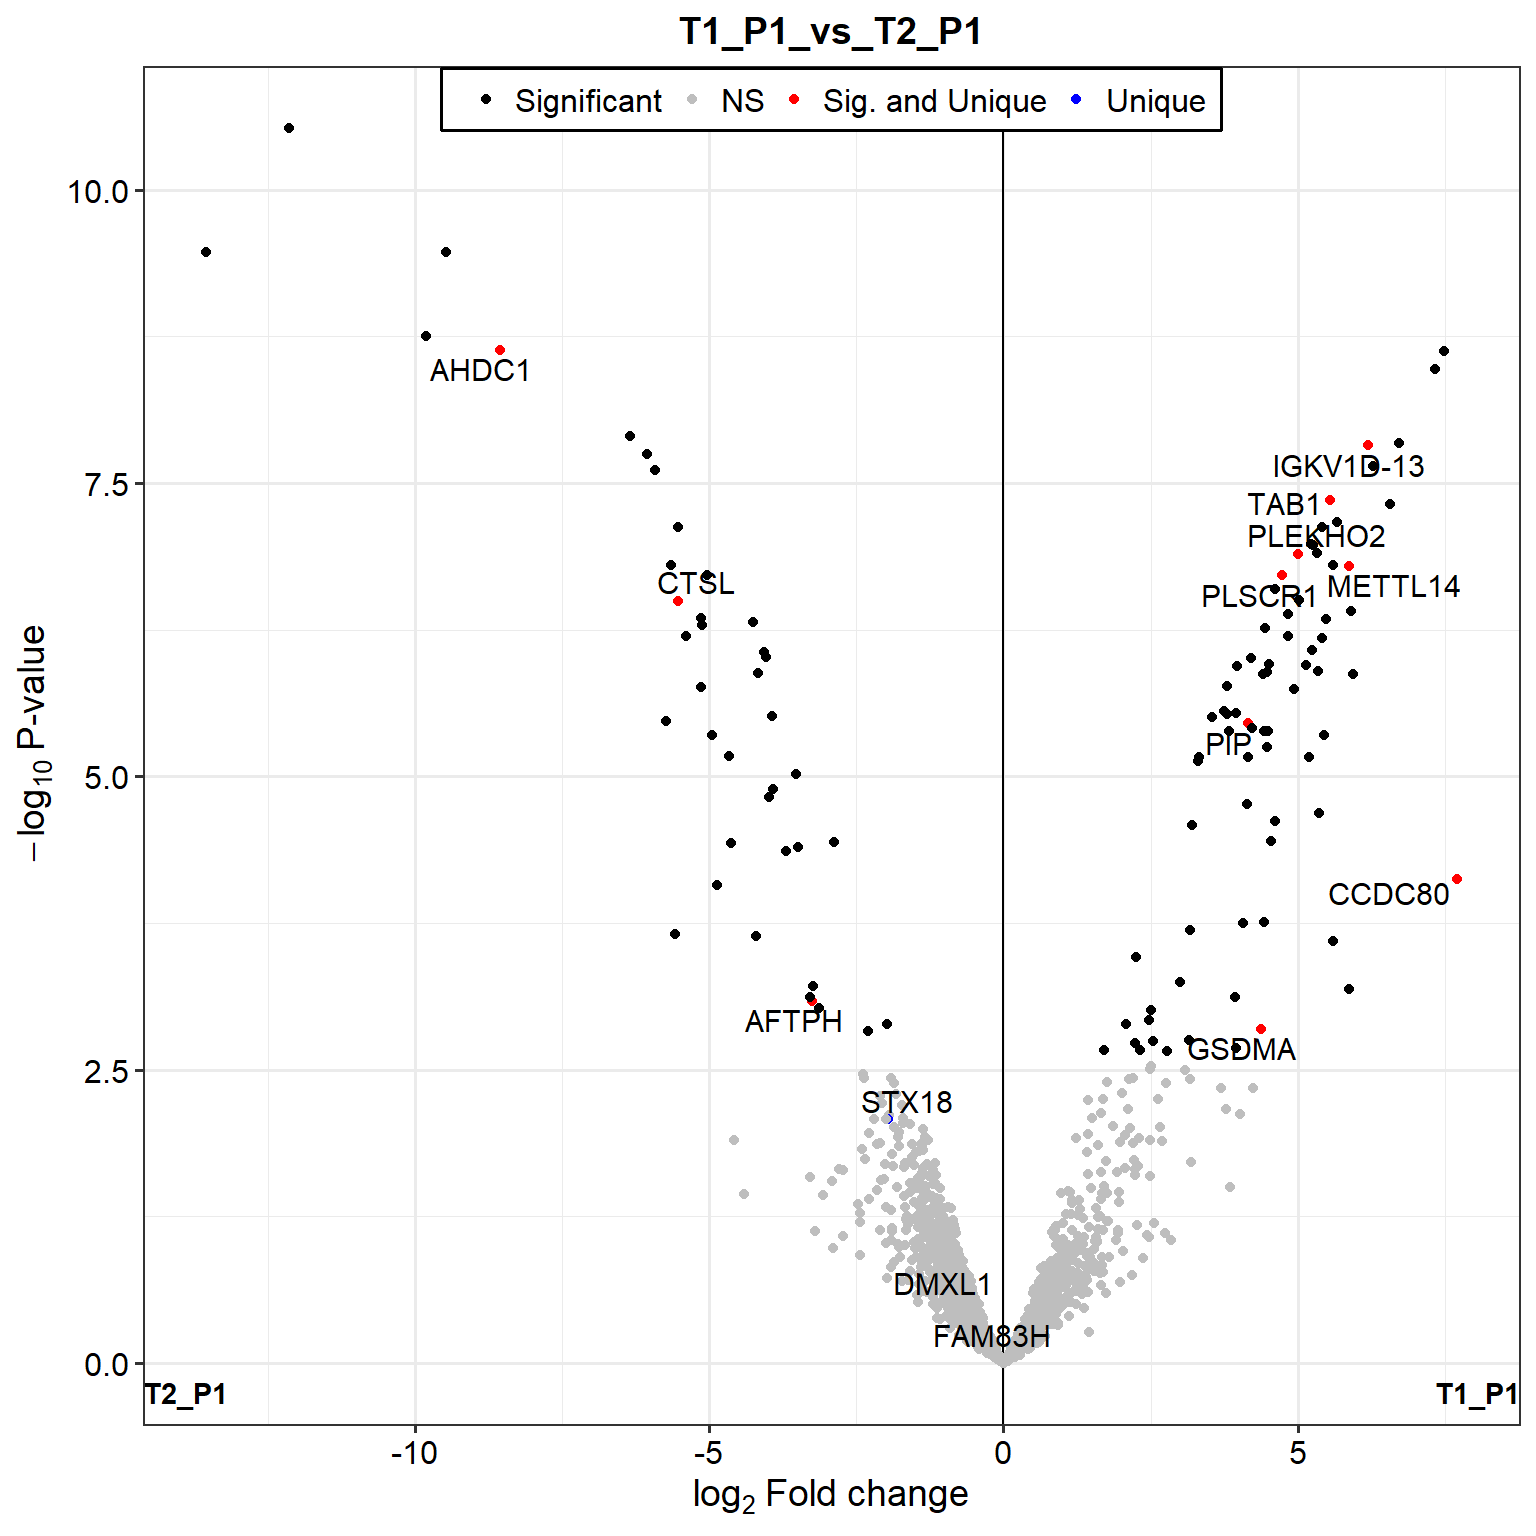 T1_P1_vs_T2_P1
Significant NS Sig. and Unique Unique
10.0
7.5
5.0
2.5
0.0
−log10 P-value
AHDC1
IGKV1D-13
TAB1
PLEKHO2
CTSL
METTL14
PLSCR1
PIP
CCDC80
AFTPH
GSDMA
STX18
DMXL1
FAM83H
T2_P1
T1_P1
-10 -5 0 5
log2 Fold change